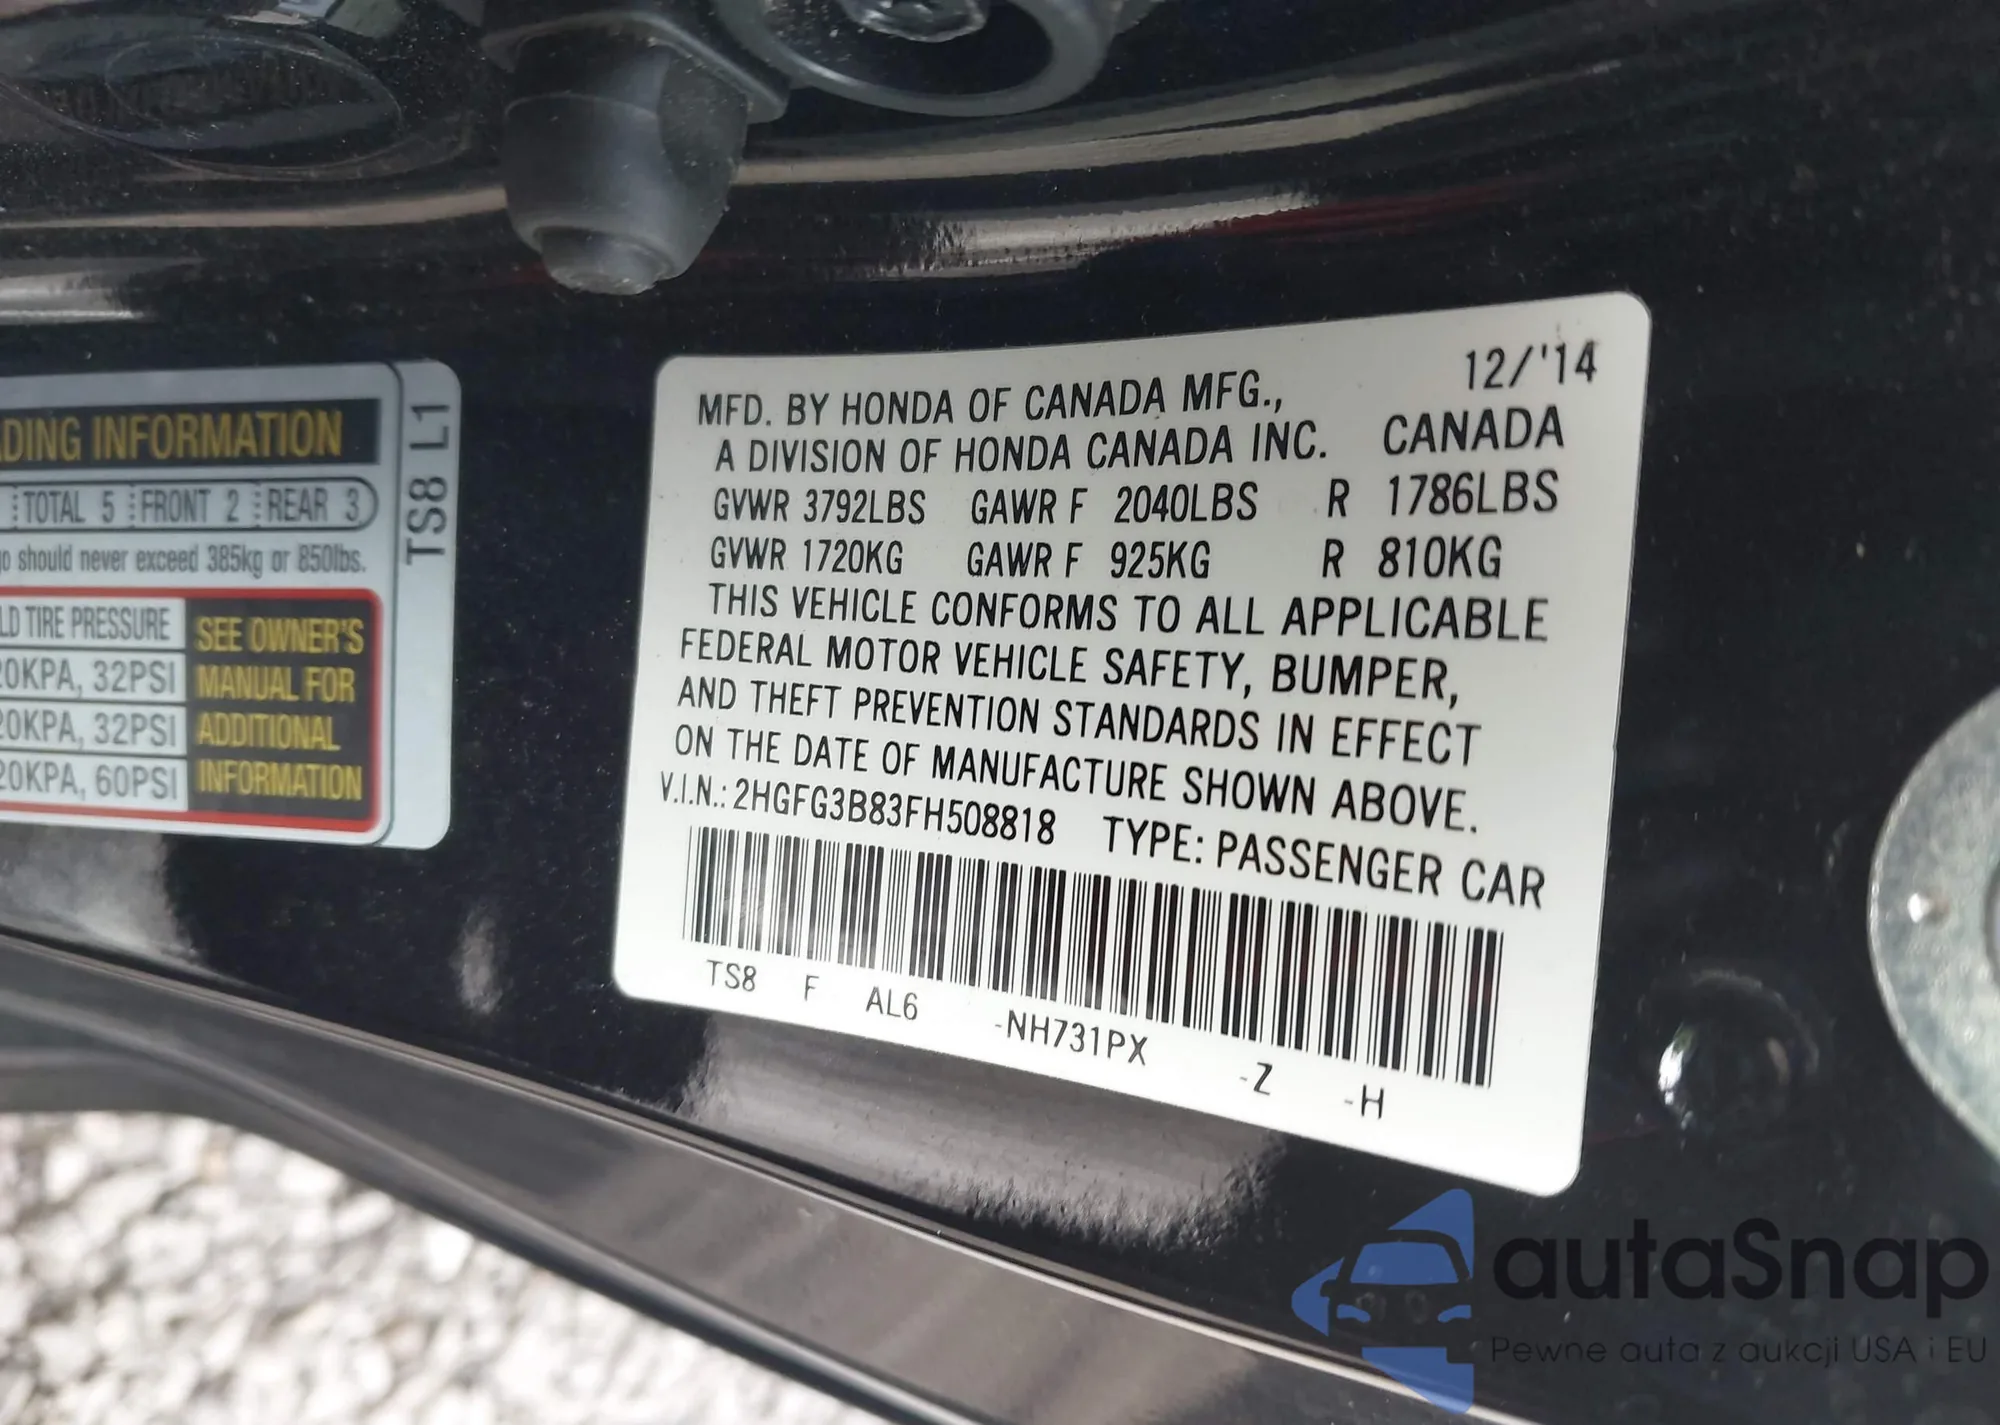 DING INFORMATION
TOTAL 5 FRONT 2 REAR 3
should never exceed 385kg or 850lbs.
TIRE PRESSURE
32PSI
32PSI
60PSI
SEE OWNER'S
MANUAL FOR
ADDITIONAL
INFORMATION
TS8 L1
12/'14
MFD. BY HONDA OF CANADA MFG.,
A DIVISION OF HONDA CANADA INC. CANADA
GVWR 3792LBS GAWR F 2040LBS R 1786LBS
GVWR 1720KG GAWR F 925KG R 810KG
THIS VEHICLE CONFORMS TO ALL APPLICABLE
FEDERAL MOTOR VEHICLE SAFETY, BUMPER,
AND THEFT PREVENTION STANDARDS IN EFFECT
ON THE DATE OF MANUFACTURE SHOWN ABOVE.
V.I.N.: 2HGFG3B83FH508818 TYPE: PASSENGER CAR
TS8 F AL6 -NH731PX -Z -H
autaSnap
Pewne auta z aukcji USA i EU